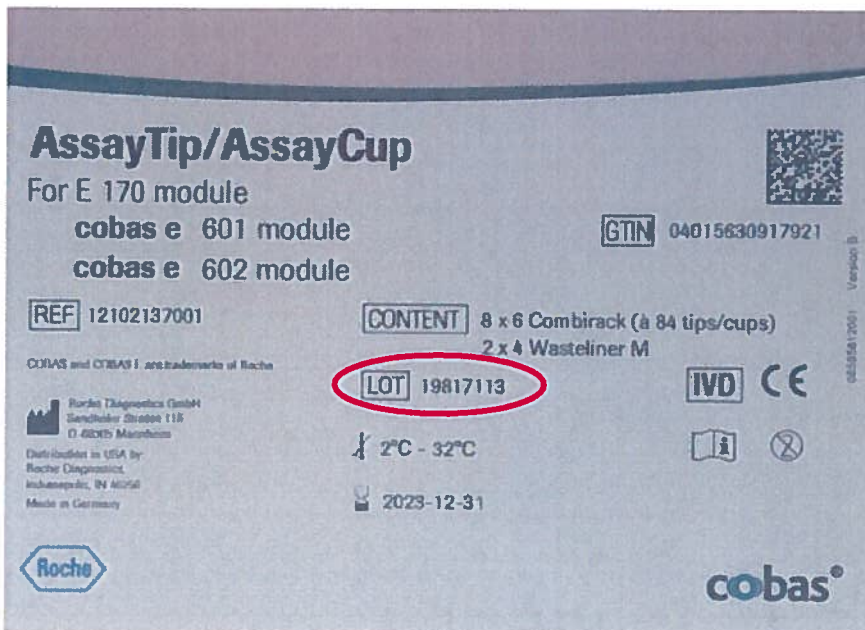 AssayTip/AssayCup
For E 170 module
cobas e 601 module
cobas e 602 module
GTIN 04015630917921
REF 12102137001
CONTENT 8 x 6 Combirack (à 84 tips/cups)
2 x 4 Wasteliner M
COBAS and COBAS E are trademarks of Roche
LOT 19817113
IVD CE
Roche Diagnostics GmbH
Sandhofer Strasse 116
D-68305 Mannheim
2°C - 32°C
Distribution in USA by
Roche Diagnostics,
Indianapolis, IN 46256
Made in Germany
2023-12-31
Version B
Roche
cobas®